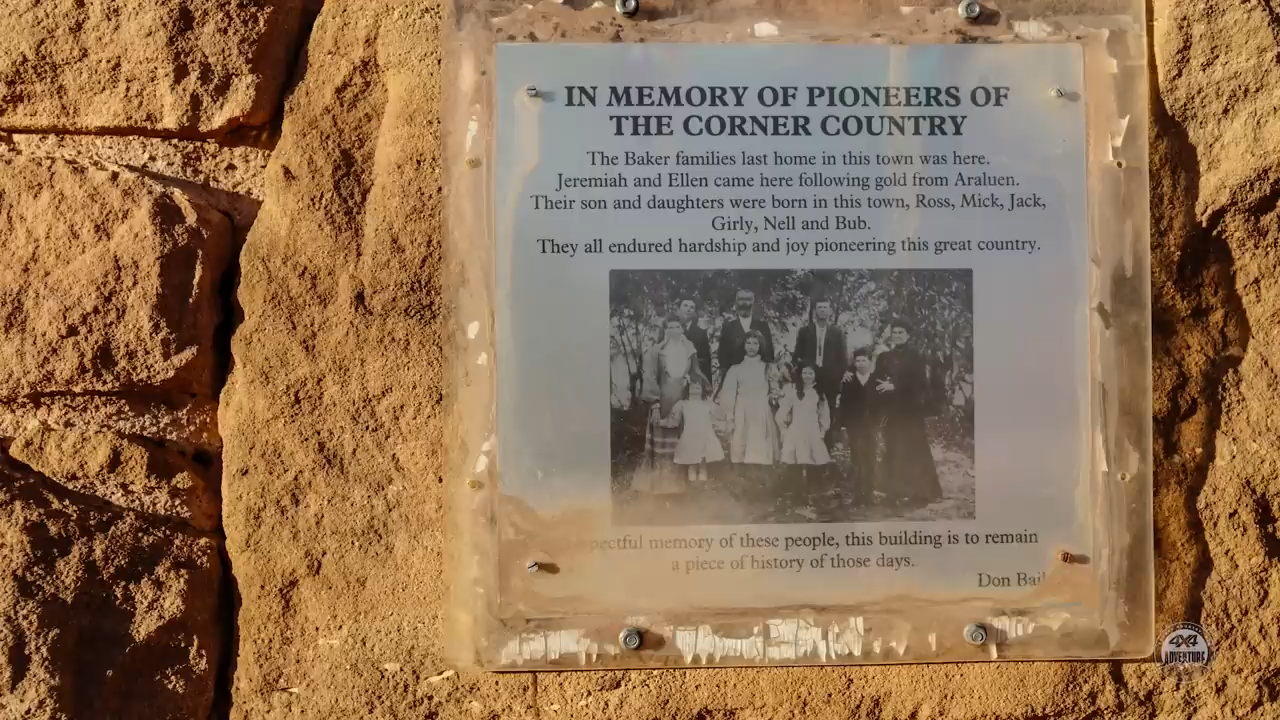 IN MEMORY OF PIONEERS OF
THE CORNER COUNTRY
The Baker families last home in this town was here.
Jeremiah and Ellen came here following gold from Araluen.
Their son and daughters were born in this town, Ross, Mick, Jack,
Girly, Nell and Bub.
They all endured hardship and joy pioneering this great country.
memory of these people, this building is to remain
a piece of history of those days.
Don
4x4
ADVENTURE